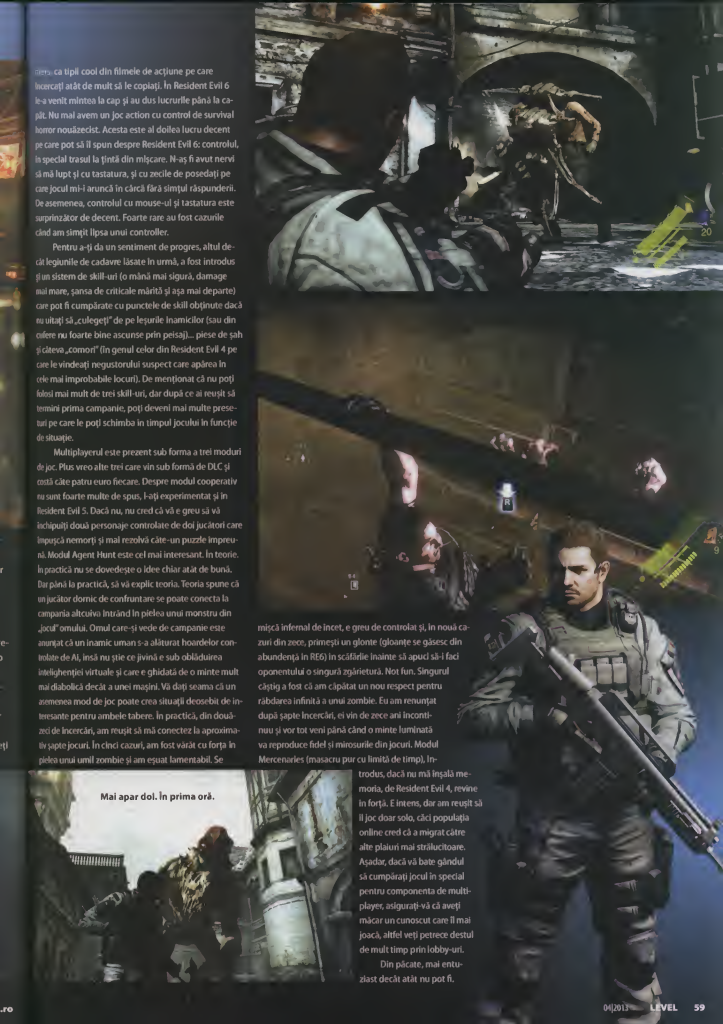 ca tipii cool din filmele de acțiune pe care
încercați atât de mult să le copiați. În Resident Evil 6
le-a venit mintea la cap și au dus lucrurile până la ca-
păt. Nu mai avem un joc action cu control de survival
horror nouăzecist. Acesta este al doilea lucru decent
pe care pot să îl spun despre Resident Evil 6: controlul,
în special trasul la țintă din mișcare. N-aș fi avut nervi
să mă lupt și cu tastatura, și cu zecile de posedați pe
care jocul mi-i aruncă în cârcă fără simțul răspunderii.
De asemenea, controlul cu mouse-ul și tastatura este
surprinzător de decent. Foarte rare au fost cazurile
când am simțit lipsa unui controller.
Pentru a-ți da un sentiment de progres, altul de-
cât legiunile de cadavre lăsate în urmă, a fost introdus
și un sistem de skill-uri (o mână mai sigură, damage
mai mare, șansa de criticale mărită și așa mai departe)
care pot fi cumpărate cu punctele de skill obținute dacă
nu uitați să „culegeți” de pe leșurile inamicilor (sau din
cufere nu foarte bine ascunse prin peisaj)... piese de șah
și câteva „comori” (în genul celor din Resident Evil 4 pe
care le vindeați negustorului suspect care apărea în
cele mai improbabile locuri). De menționat că nu poți
folosi mai mult de trei skill-uri, dar după ce ai reușit să
termini prima campanie, poți deveni mai multe prese-
turi pe care le poți schimba în timpul jocului în funcție
de situație.
Multiplayerul este prezent sub forma a trei moduri
de joc. Plus vreo alte trei care vin sub formă de DLC și
costă câte patru euro fiecare. Despre modul cooperativ
nu sunt foarte multe de spus, l-ați experimentat și în
Resident Evil 5. Dacă nu, nu cred că vă e greu să vă
închipuiți două personaje controlate de doi jucători care
împușcă nemorți și mai rezolvă câte-un puzzle împreu-
nă. Modul Agent Hunt este cel mai interesant. În teorie.
În practică nu se dovedește o idee chiar atât de bună.
Dar până la practică, să vă explic teoria. Teoria spune că
un jucător dornic de confruntare se poate conecta la
campania altcuiva intrând în pielea unui monstru din
„jocul” omului. Omul care-și vede de campanie este
anunțat că un inamic uman s-a alăturat hoardelor con-
trolate de AI, însă nu știe ce jivină e sub oblăduirea
intelighenției virtuale și care e ghidată de o minte mult
mai diabolică decât a unei mașini. Vă dați seama că un
asemenea mod de joc poate crea situații deosebit de in-
teresante pentru ambele tabere. În practică, din două-
zeci de încercări, am reușit să mă conectez la aproxima-
tiv șapte jocuri. În cinci cazuri, am fost vârât cu forța în
pielea unui umil zombie și am eșuat lamentabil. Se
mișcă infernal de încet, e greu de controlat și, în nouă ca-
zuri din zece, primești un glonte (gloanțe se găsesc din
abundență în RE6) în scăfârlie înainte să apuci să-i faci
oponentului o singură zgârietură. Not fun. Singurul
câștig a fost că am căpătat un nou respect pentru
răbdarea infinită a unui zombie. Eu am renunțat
după șapte încercări, ei vin de zece ani inconti-
nuu și vor tot veni până când o minte luminată
va reproduce fidel și mirosurile din jocuri. Modul
Mercenaries (masacru pur cu limită de timp), in-
trodus, dacă nu mă înșală me-
moria, de Resident Evil 4, revine
în forță. E intens, dar am reușit să
îl joc doar solo, căci populația
online cred că a migrat către
alte plaiuri mai strălucitoare.
Așadar, dacă vă bate gândul
să cumpărați jocul în special
pentru componenta de multi-
player, asigurați-vă că aveți
măcar un cunoscut care îl mai
joacă, altfel veți petrece destul
de mult timp prin lobby-uri.
Din păcate, mai entu-
ziast decât atât nu pot fi.
Mai apar doi. În prima oră.
20
R
9
.ro
04|2013
LEVEL
59